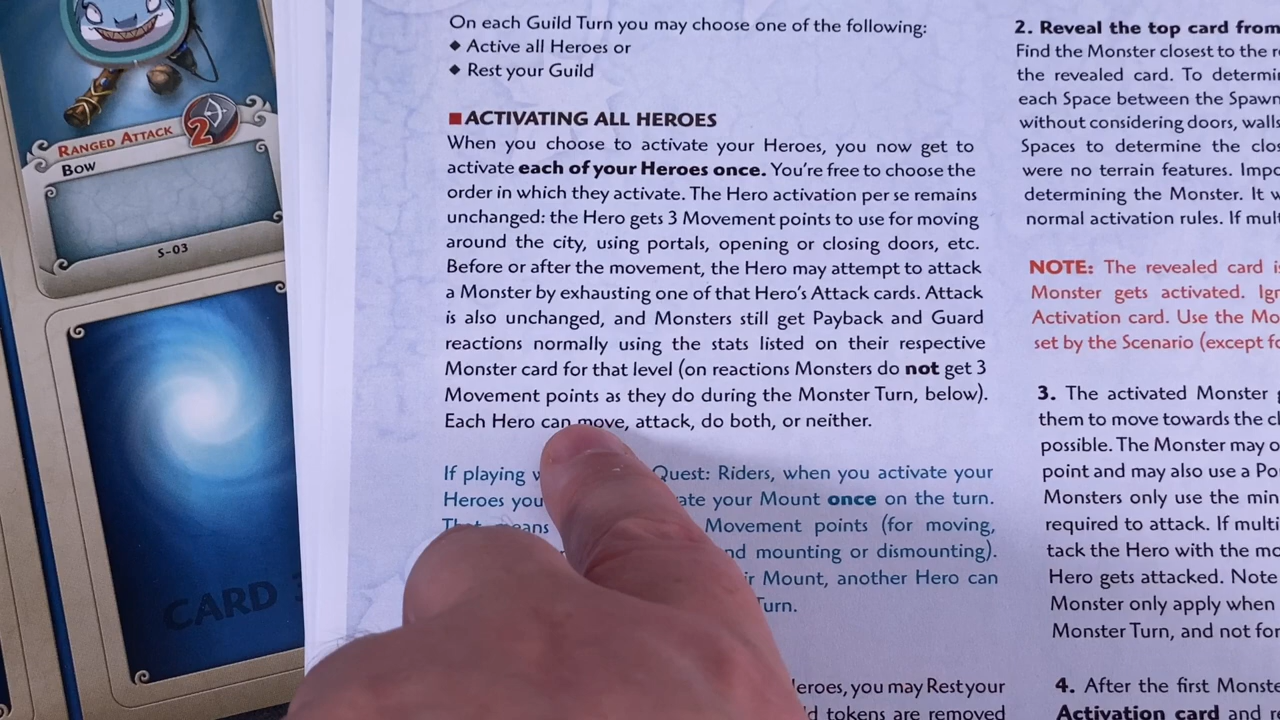 RANGED ATTACK
2
BOW
S-03
CARD
On each Guild Turn you may choose one of the following:
◆ Active all Heroes or
◆ Rest your Guild
■ ACTIVATING ALL HEROES
When you choose to activate your Heroes, you now get to
activate each of your Heroes once. You're free to choose the
order in which they activate. The Hero activation per se remains
unchanged: the Hero gets 3 Movement points to use for moving
around the city, using portals, opening or closing doors, etc.
Before or after the movement, the Hero may attempt to attack
a Monster by exhausting one of that Hero's Attack cards. Attack
is also unchanged, and Monsters still get Payback and Guard
reactions normally using the stats listed on their respective
Monster card for that level (on reactions Monsters do not get 3
Movement points as they do during the Monster Turn, below).
Each Hero can move, attack, do both, or neither.
If playing Quest: Riders, when you activate your
Heroes you ate your Mount once on the turn.
That means Movement points (for moving,
nd mounting or dismounting).
ir Mount, another Hero can
Turn.
eroes, you may Rest your
d tokens are removed
2. Reveal the top card from
Find the Monster closest to the
the revealed card. To determi
each Space between the Spawn
without considering doors, walls
Spaces to determine the clos
were no terrain features. Impo
determining the Monster. It
normal activation rules. If mul
NOTE: The revealed card i
Monster gets activated. Ig
Activation card. Use the Mo
set by the Scenario (except fo
3. The activated Monster
them to move towards the cl
possible. The Monster may o
point and may also use a Po
Monsters only use the min
required to attack. If multi
tack the Hero with the mo
Hero gets attacked. Note
Monster only apply when
Monster Turn, and not for
4. After the first Monste
Activation card and r